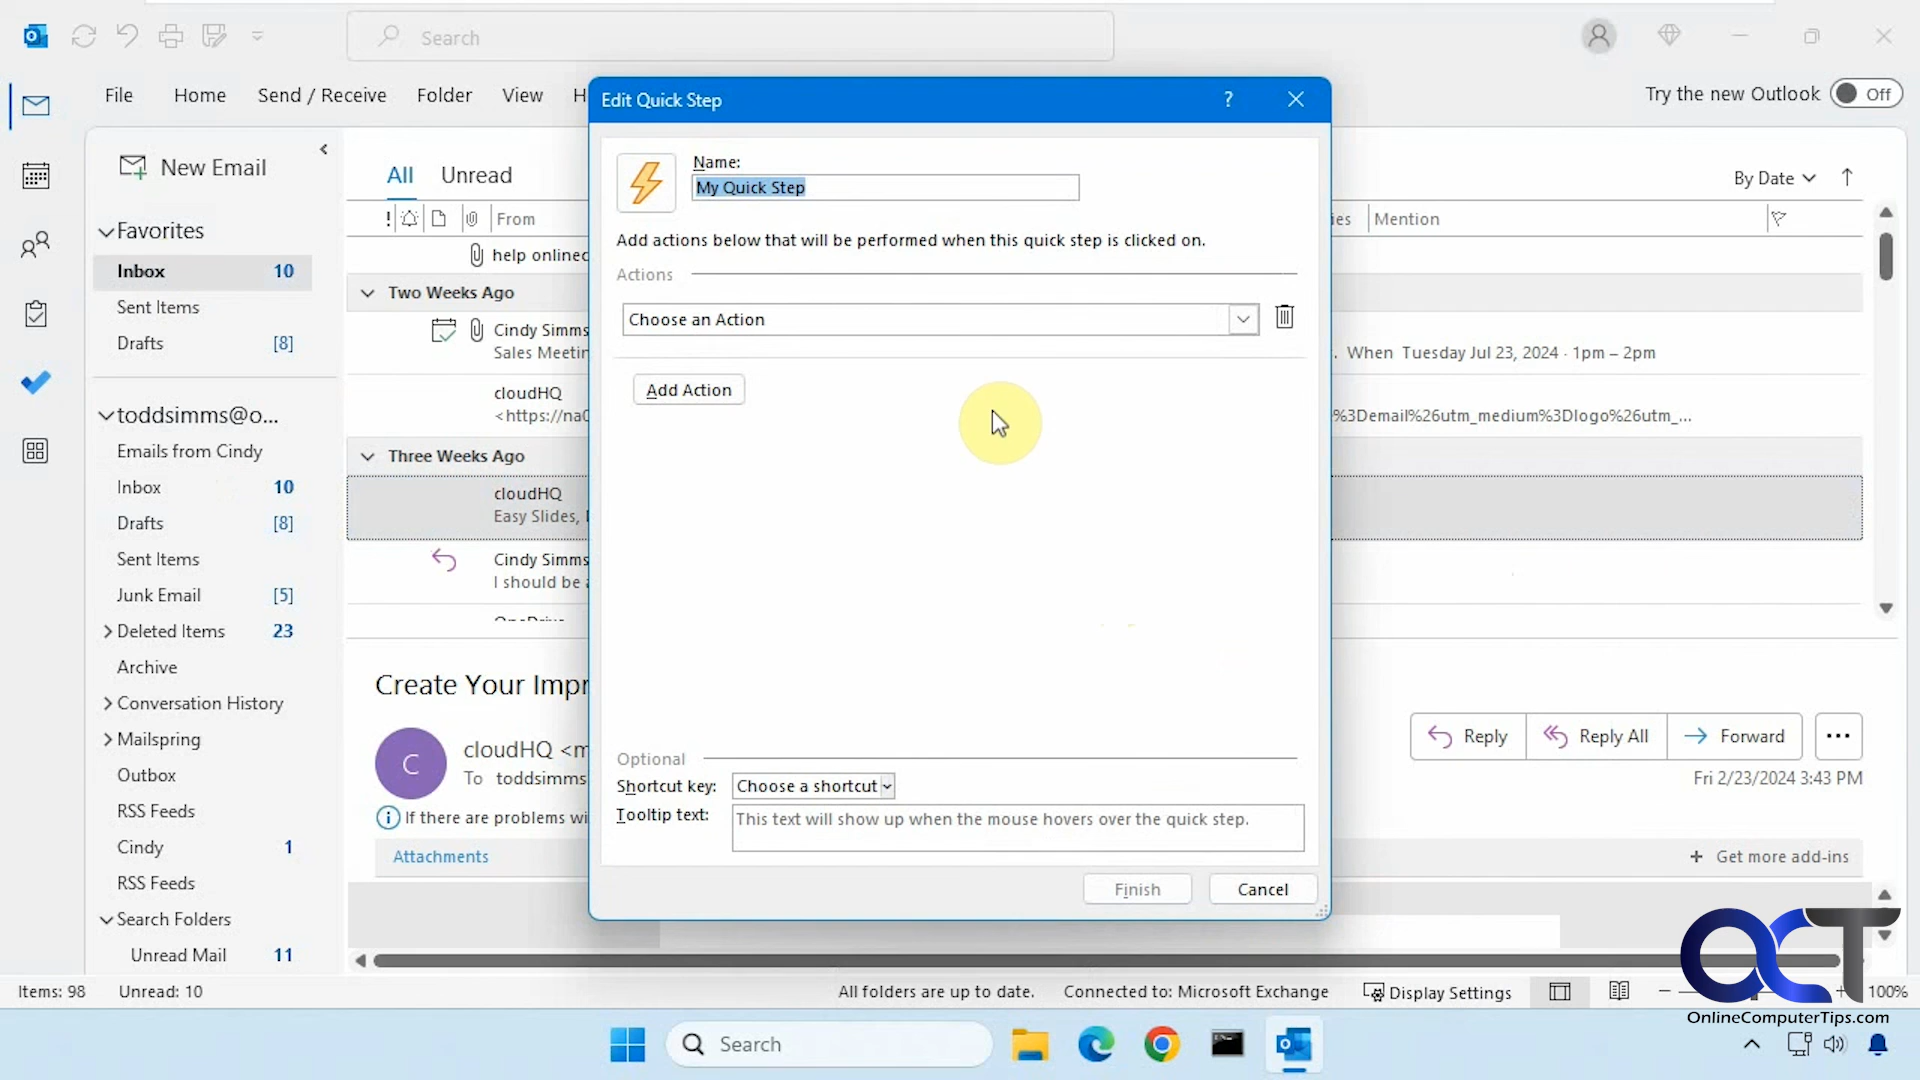 Search
File Home Send / Receive Folder View H
Try the new Outlook Off
New Email
Favorites
Inbox 10
Sent Items
Drafts [8]
toddsimms@o...
Emails from Cindy
Inbox 10
Drafts [8]
Sent Items
Junk Email [5]
Deleted Items 23
Archive
Conversation History
Mailspring
Outbox
RSS Feeds
Cindy 1
RSS Feeds
Search Folders
Unread Mail 11
All Unread
By Date
! From
ies Mention
help onlinec
Two Weeks Ago
Cindy Simms
Sales Meetin
. When Tuesday Jul 23, 2024 · 1pm – 2pm
cloudHQ
<https://na0
%3Demail%26utm_medium%3Dlogo%26utm_...
Three Weeks Ago
cloudHQ
Easy Slides,
Cindy Simms
I should be a
Create Your Impr
C
cloudHQ <m
To toddsimms
If there are problems wi
Attachments
Reply Reply All Forward ...
Fri 2/23/2024 3:43 PM
+ Get more add-ins
Edit Quick Step ?
Name:
My Quick Step
Add actions below that will be performed when this quick step is clicked on.
Actions
Choose an Action
Add Action
Optional
Shortcut key: Choose a shortcut
Tooltip text: This text will show up when the mouse hovers over the quick step.
Finish Cancel
Items: 98 Unread: 10
All folders are up to date. Connected to: Microsoft Exchange Display Settings 100%
OCT
OnlineComputerTips.com
Search